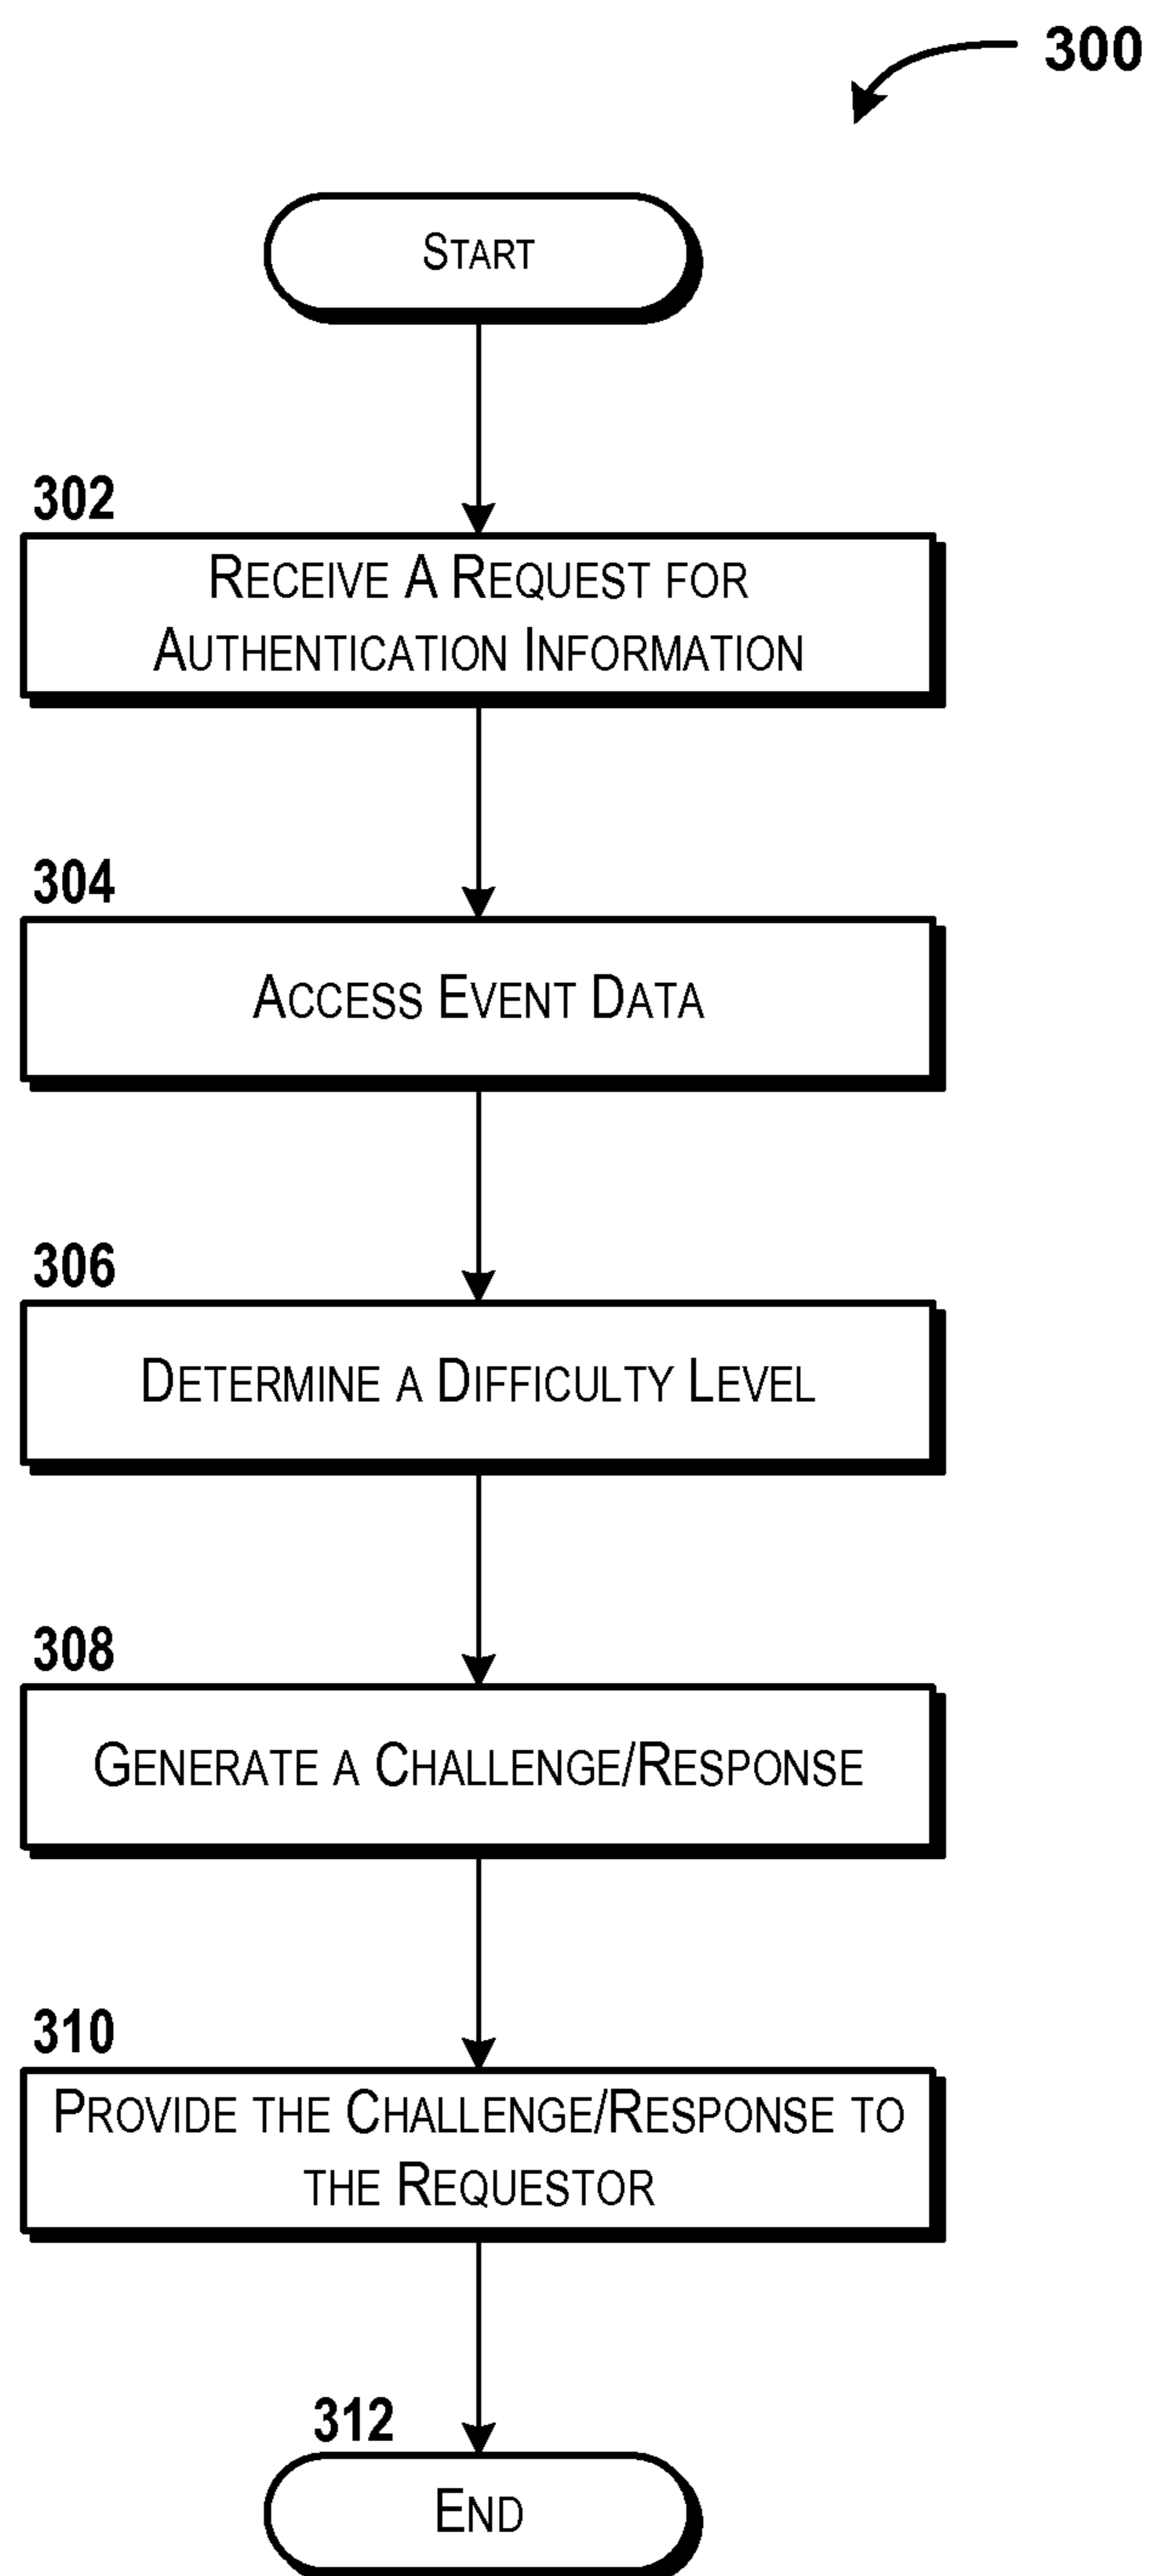 300
START
302
RECEIVE A REQUEST FOR
AUTHENTICATION INFORMATION
304
ACCESS EVENT DATA
306
DETERMINE A DIFFICULTY LEVEL
308
GENERATE A CHALLENGE/RESPONSE
310
PROVIDE THE CHALLENGE/RESPONSE TO
THE REQUESTOR
312
END